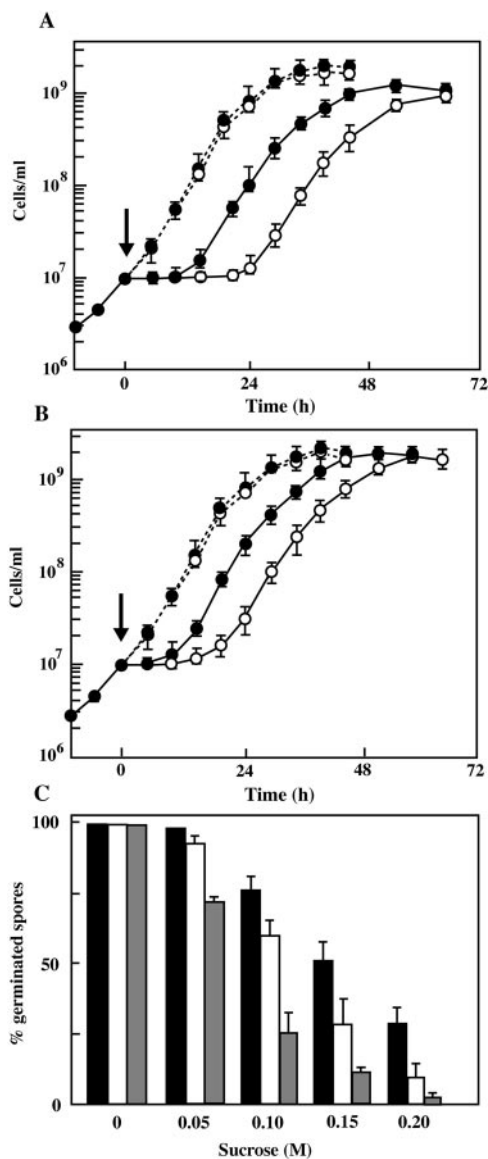 A
10⁹
10⁸
10⁷
10⁶
Cells/ml
0 24 48 72
Time (h)
B
10⁹
10⁸
10⁷
10⁶
Cells/ml
0 24 48 72
Time (h)
C
100
50
0
% germinated spores
0 0.05 0.10 0.15 0.20
Sucrose (M)